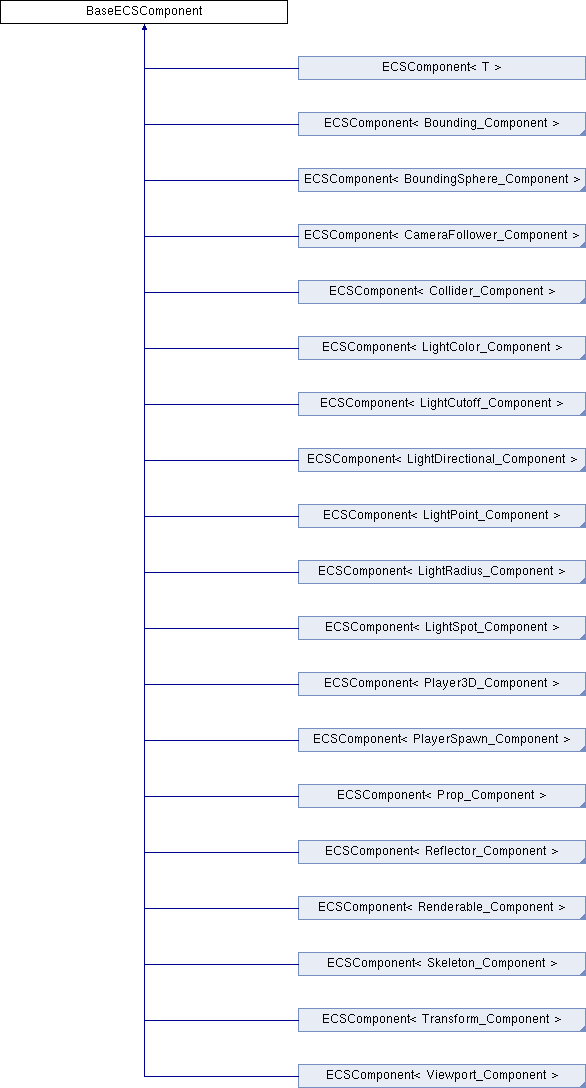 BaseECSComponent
ECSComponent< T >
ECSComponent< Bounding_Component >
ECSComponent< BoundingSphere_Component >
ECSComponent< CameraFollower_Component >
ECSComponent< Collider_Component >
ECSComponent< LightColor_Component >
ECSComponent< LightCutoff_Component >
ECSComponent< LightDirectional_Component >
ECSComponent< LightPoint_Component >
ECSComponent< LightRadius_Component >
ECSComponent< LightSpot_Component >
ECSComponent< Player3D_Component >
ECSComponent< PlayerSpawn_Component >
ECSComponent< Prop_Component >
ECSComponent< Reflector_Component >
ECSComponent< Renderable_Component >
ECSComponent< Skeleton_Component >
ECSComponent< Transform_Component >
ECSComponent< Viewport_Component >